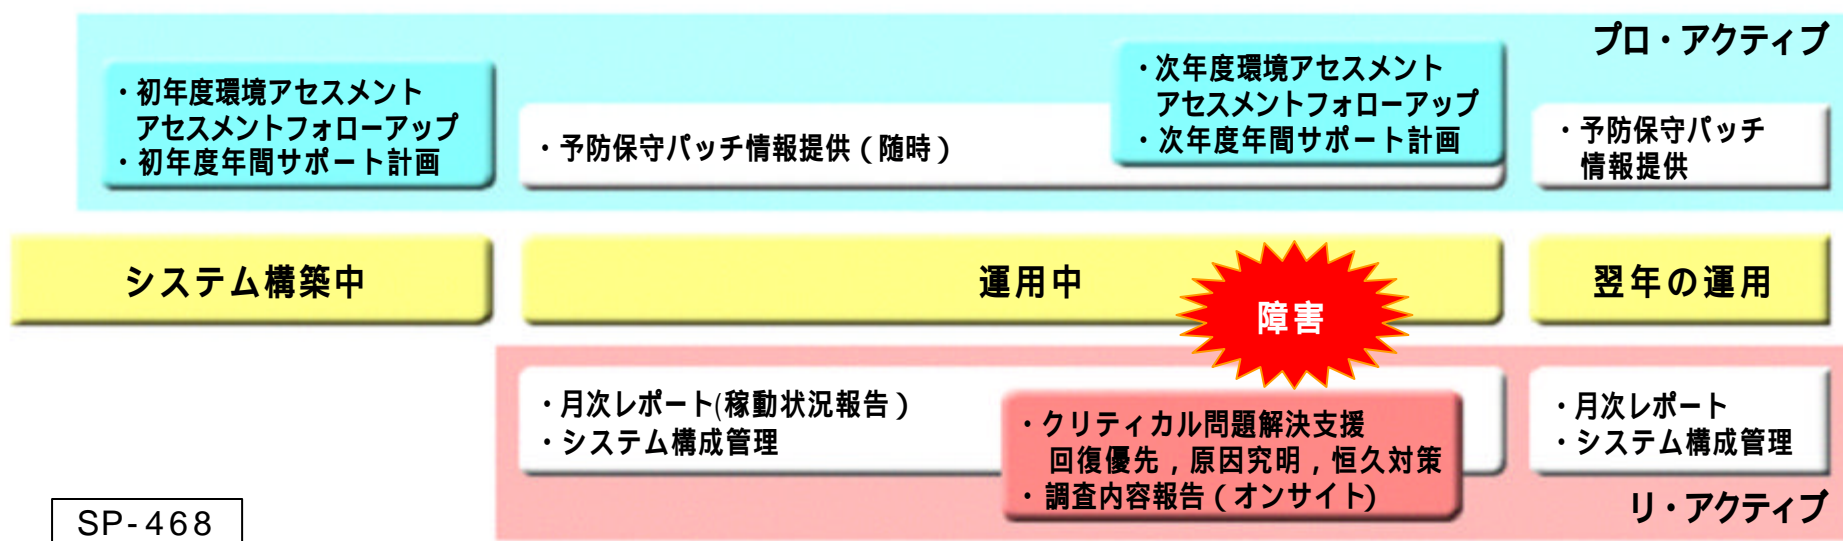 プロ・アクティブ
・初年度環境アセスメント
アセスメントフォローアップ
・初年度年間サポート計画
・予防保守パッチ情報提供（随時）
・次年度環境アセスメント
アセスメントフォローアップ
・次年度年間サポート計画
・予防保守パッチ
情報提供
システム構築中
運用中
障害
翌年の運用
・月次レポート(稼動状況報告）
・システム構成管理
・クリティカル問題解決支援
回復優先，原因究明，恒久対策
・調査内容報告（オンサイト)
・月次レポート
・システム構成管理
リ・アクティブ
SP-468